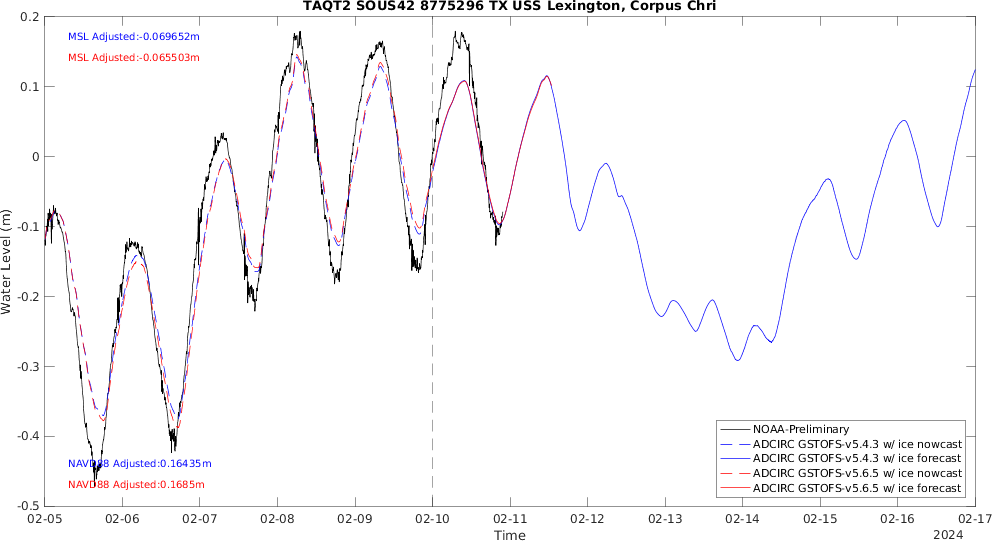 TAQT2 SOUS42 8775296 TX USS Lexington, Corpus Chri
MSL Adjusted:-0.069652m
MSL Adjusted:-0.065503m
NAVD88 Adjusted:0.16435m
NAVD88 Adjusted:0.1685m
Water Level (m)
0.2
0.1
0
-0.1
-0.2
-0.3
-0.4
-0.5
NOAA-Preliminary
ADCIRC GSTOFS-v5.4.3 w/ ice nowcast
ADCIRC GSTOFS-v5.4.3 w/ ice forecast
ADCIRC GSTOFS-v5.6.5 w/ ice nowcast
ADCIRC GSTOFS-v5.6.5 w/ ice forecast
02-05 02-06 02-07 02-08 02-09 02-10 02-11 02-12 02-13 02-14 02-15 02-16 02-17
Time
2024